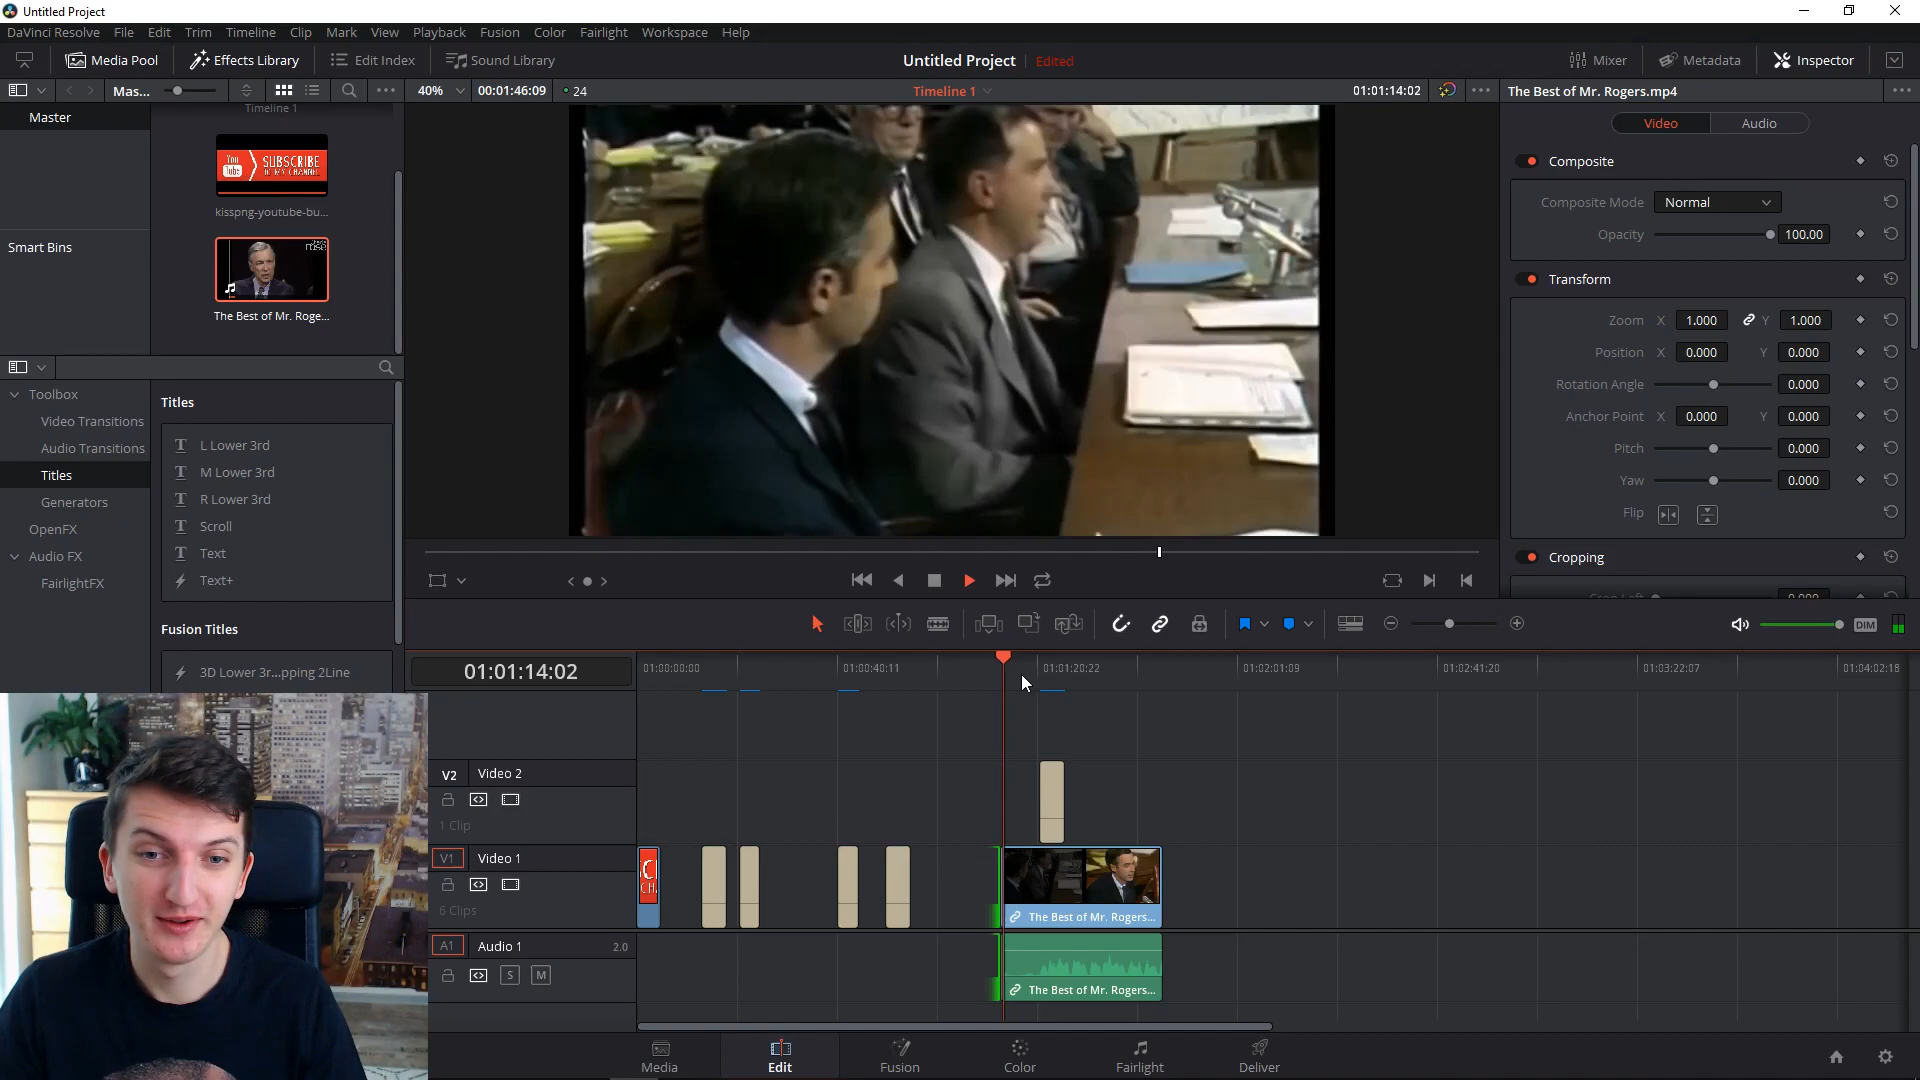 Untitled Project
DaVinci Resolve File Edit Trim Timeline Clip Mark View Playback Fusion Color Fairlight Workspace Help
Media Pool Effects Library Edit Index Sound Library Untitled Project Edited Mixer Metadata Inspector
Mas... 40% 00:01:46:09 24 Timeline 1 01:01:14:02 The Best of Mr. Rogers.mp4
Timeline 1
Master
Video Audio
You Tube SUBSCRIBE
TO MY CHANNEL
Composite
kisspng-youtube-bu...
Composite Mode Normal
Opacity 100.00
Smart Bins
Transform
The Best of Mr. Roge...
Zoom X 1.000 Y 1.000
Position X 0.000 Y 0.000
Rotation Angle 0.000
Anchor Point X 0.000 Y 0.000
Pitch 0.000
Yaw 0.000
Flip
Cropping
Toolbox
Video Transitions
Audio Transitions
Titles
Generators
OpenFX
Audio FX
FairlightFX
Titles
L Lower 3rd
M Lower 3rd
R Lower 3rd
Scroll
Text
Text+
Fusion Titles
3D Lower 3r...pping 2Line
DIM
01:01:14:02
01:00:00:00 01:00:40:11 01:01:20:22 01:02:01:09 01:02:41:20 01:03:22:07 01:04:02:18
V2 Video 2
1 Clip
V1 Video 1
6 Clips
The Best of Mr. Rogers...
A1 Audio 1 2.0
S M
The Best of Mr. Rogers...
Media Edit Fusion Color Fairlight Deliver